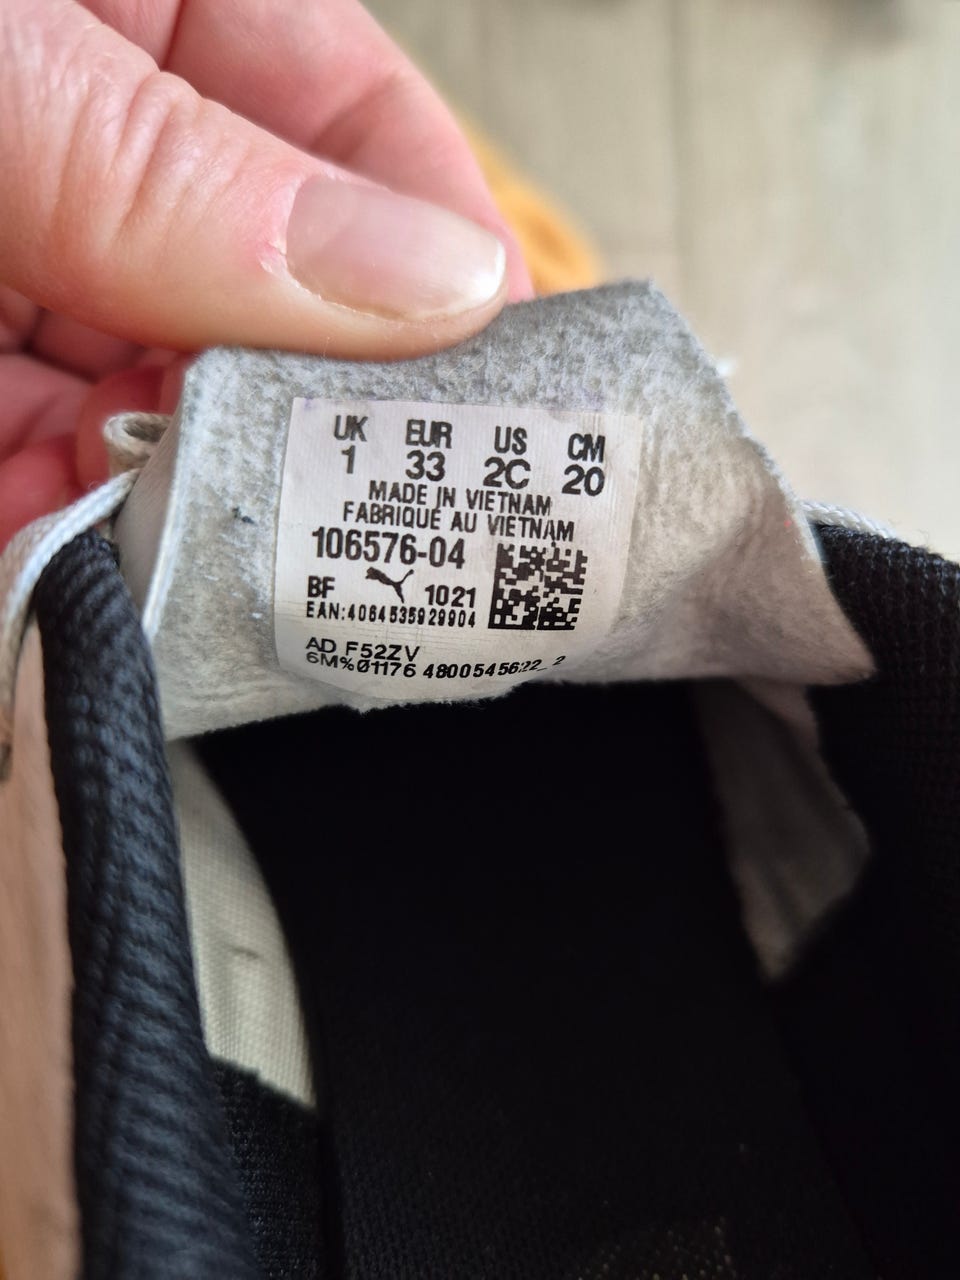 UK EUR US CM
1 33 2C 20
MADE IN VIETNAM
FABRIQUÉ AU VIETNAM
106576-04
BF 1021
EAN:4064535929904
AD F52ZV
6M%01176 4800545622_2